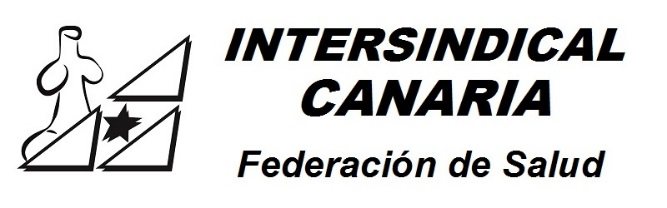 INTERSINDICAL
CANARIA
Federación de Salud